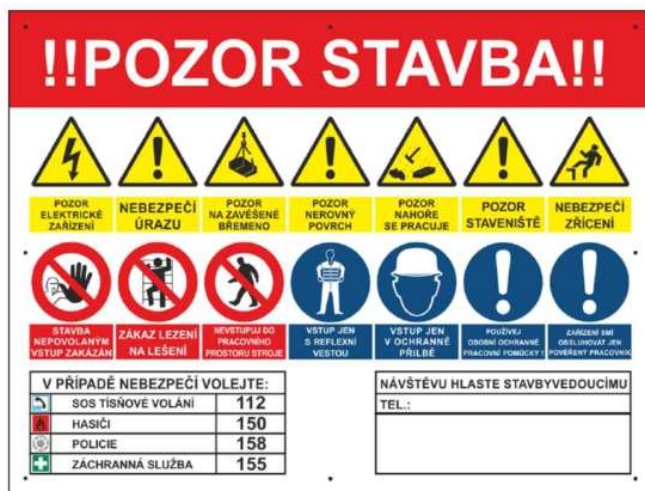 !!POZOR STAVBA!!
POZOR
ELEKTRICKÉ
ZAŘÍZENÍ
NEBEZPEČÍ
ÚRAZU
POZOR
NA ZAVĚŠENÉ
BŘEMENO
POZOR
NEROVNÝ
POVRCH
POZOR
NAHOŘE
SE PRACUJE
POZOR
STAVENIŠTĚ
NEBEZPEČÍ
ZŘÍCENÍ
STAVBA
NEPOVOLANÝM
VSTUP ZAKÁZÁN
ZÁKAZ LEZENÍ
NA LEŠENÍ
NEVSTUPUJ DO
PRACOVNÍHO
PROSTORU STROJE
VSTUP JEN
S REFLEXNÍ
VESTOU
VSTUP JEN
V OCHRANNÉ
PŘILBĚ
POUŽÍVEJ
OSOBNÍ OCHRANNÉ
PRACOVNÍ POMŮCKY !
ZAŘÍZENÍ SMÍ
OBSLUHOVAT JEN
POVĚŘENÝ PRACOVNIK
V PŘÍPADĚ NEBEZPEČÍ VOLEJTE:
SOS TÍSŇOVÉ VOLÁNÍ 112
HASIČI 150
POLICIE 158
ZÁCHRANNÁ SLUŽBA 155
NÁVŠTĚVU HLASTE STAVBYVEDOUCÍMU
TEL.: